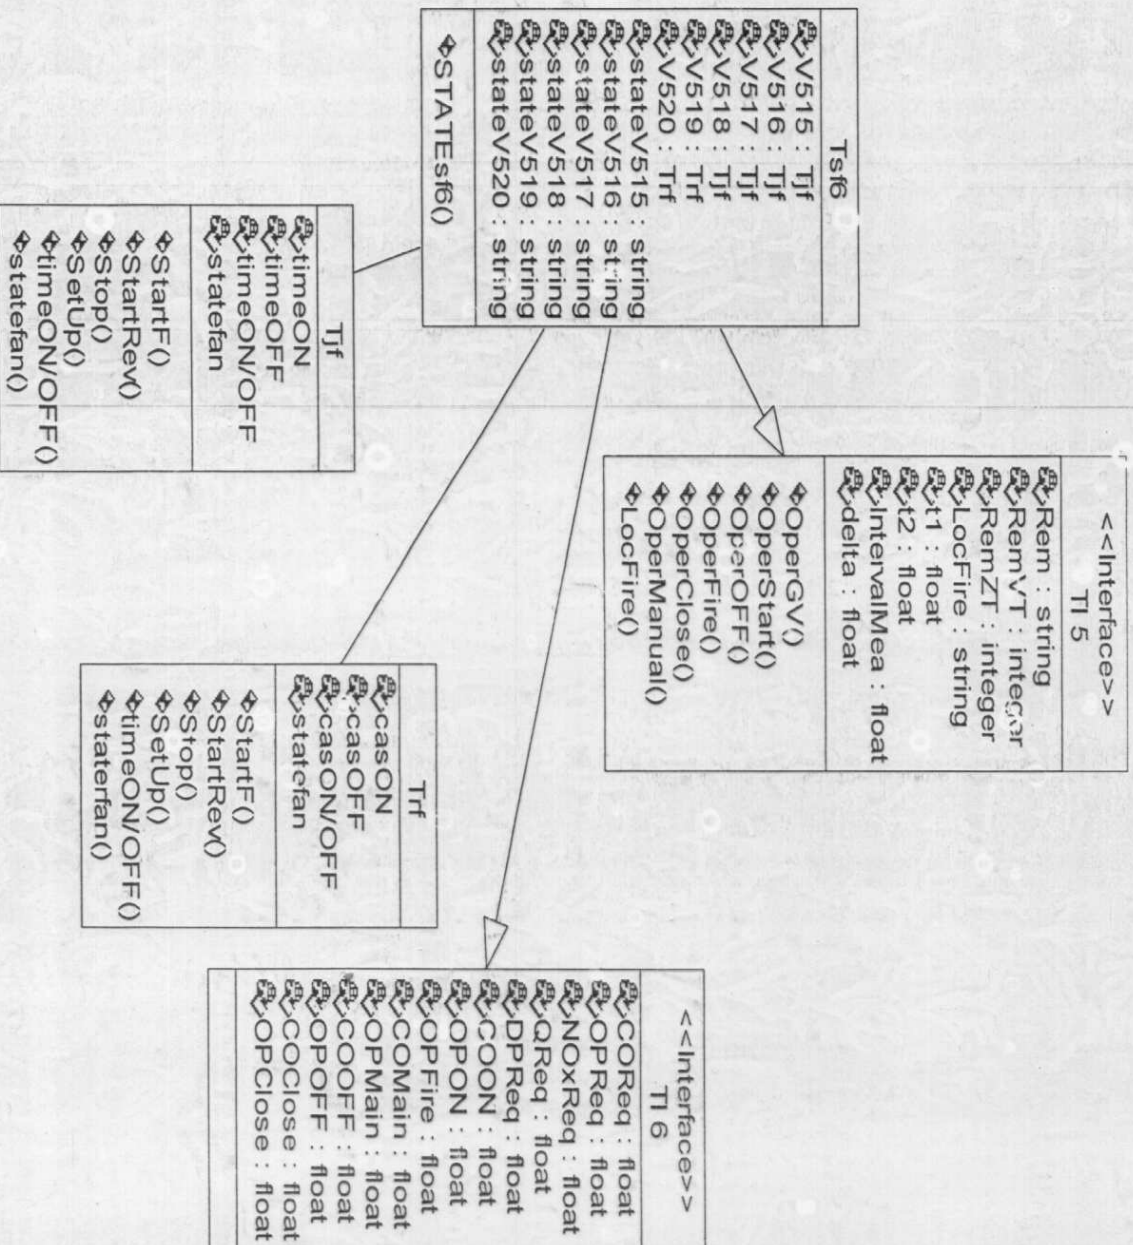 Tsf6
V515 : Tjf
V516 : Tjf
V517 : Tjf
V518 : Tjf
V519 : Trf
V520 : Trf
stateV515 : string
stateV516 : string
stateV517 : string
stateV518 : string
stateV519 : string
stateV520 : string
STATEsf6()
Tjf
timeON
timeOFF
timeON/OFF
statefan
StartF()
StartRev()
Stop()
SetUp()
timeON/OFF()
statefan()
<<Interface>>
TI 5
Rem : string
RemVT : integer
RemZT : integer
LocFire : string
t1 : float
t2 : float
IntervalMea : float
delta : float
OperGV()
OperStart()
OperOFF()
OperFire()
OperClose()
OperManual()
LocFire()
Trf
casON
casOFF
casON/OFF
statefan
StartF()
StartRev()
Stop()
SetUp()
timeON/OFF()
staterfan()
<<Interface>>
TI 6
COReq : float
OPReq : float
NOxReq : float
QReq : float
DPReq : float
COON : float
OPON : float
OPFire : float
COMain : float
OPMain : float
COOFF : float
OPOFF : float
COClose : float
OPClose : float